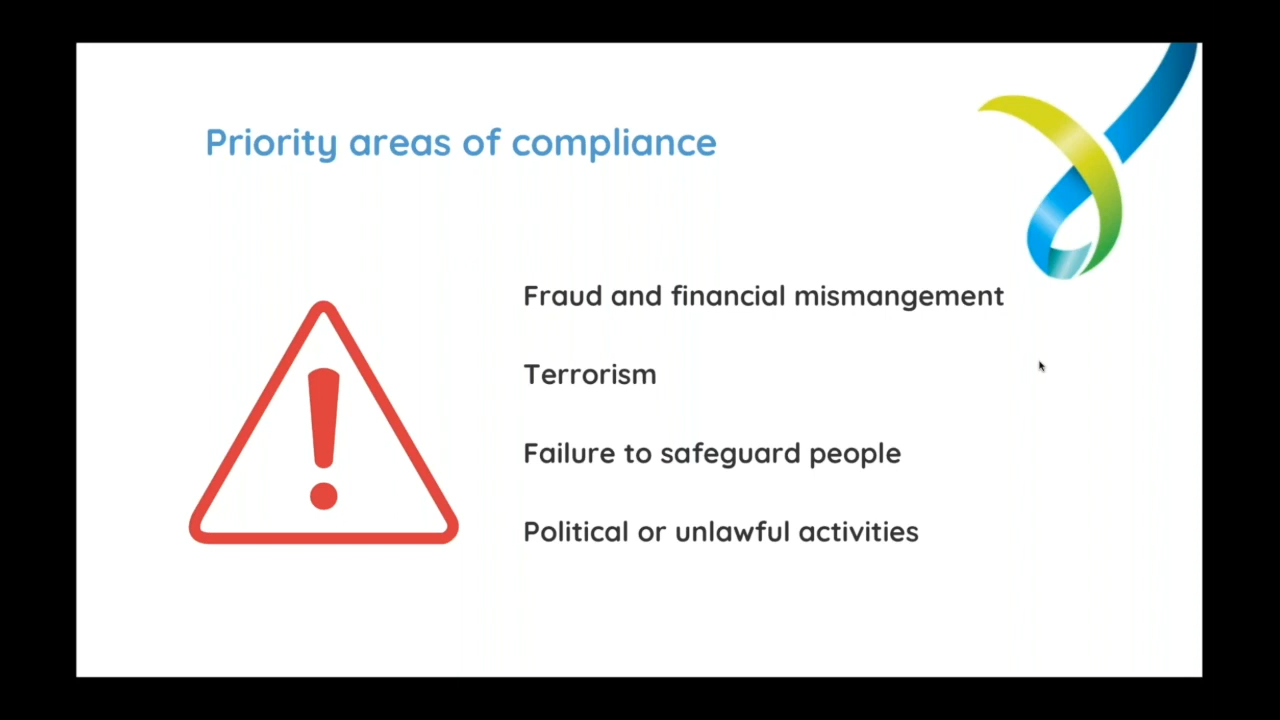 Priority areas of compliance
Fraud and financial mismangement
Terrorism
Failure to safeguard people
Political or unlawful activities